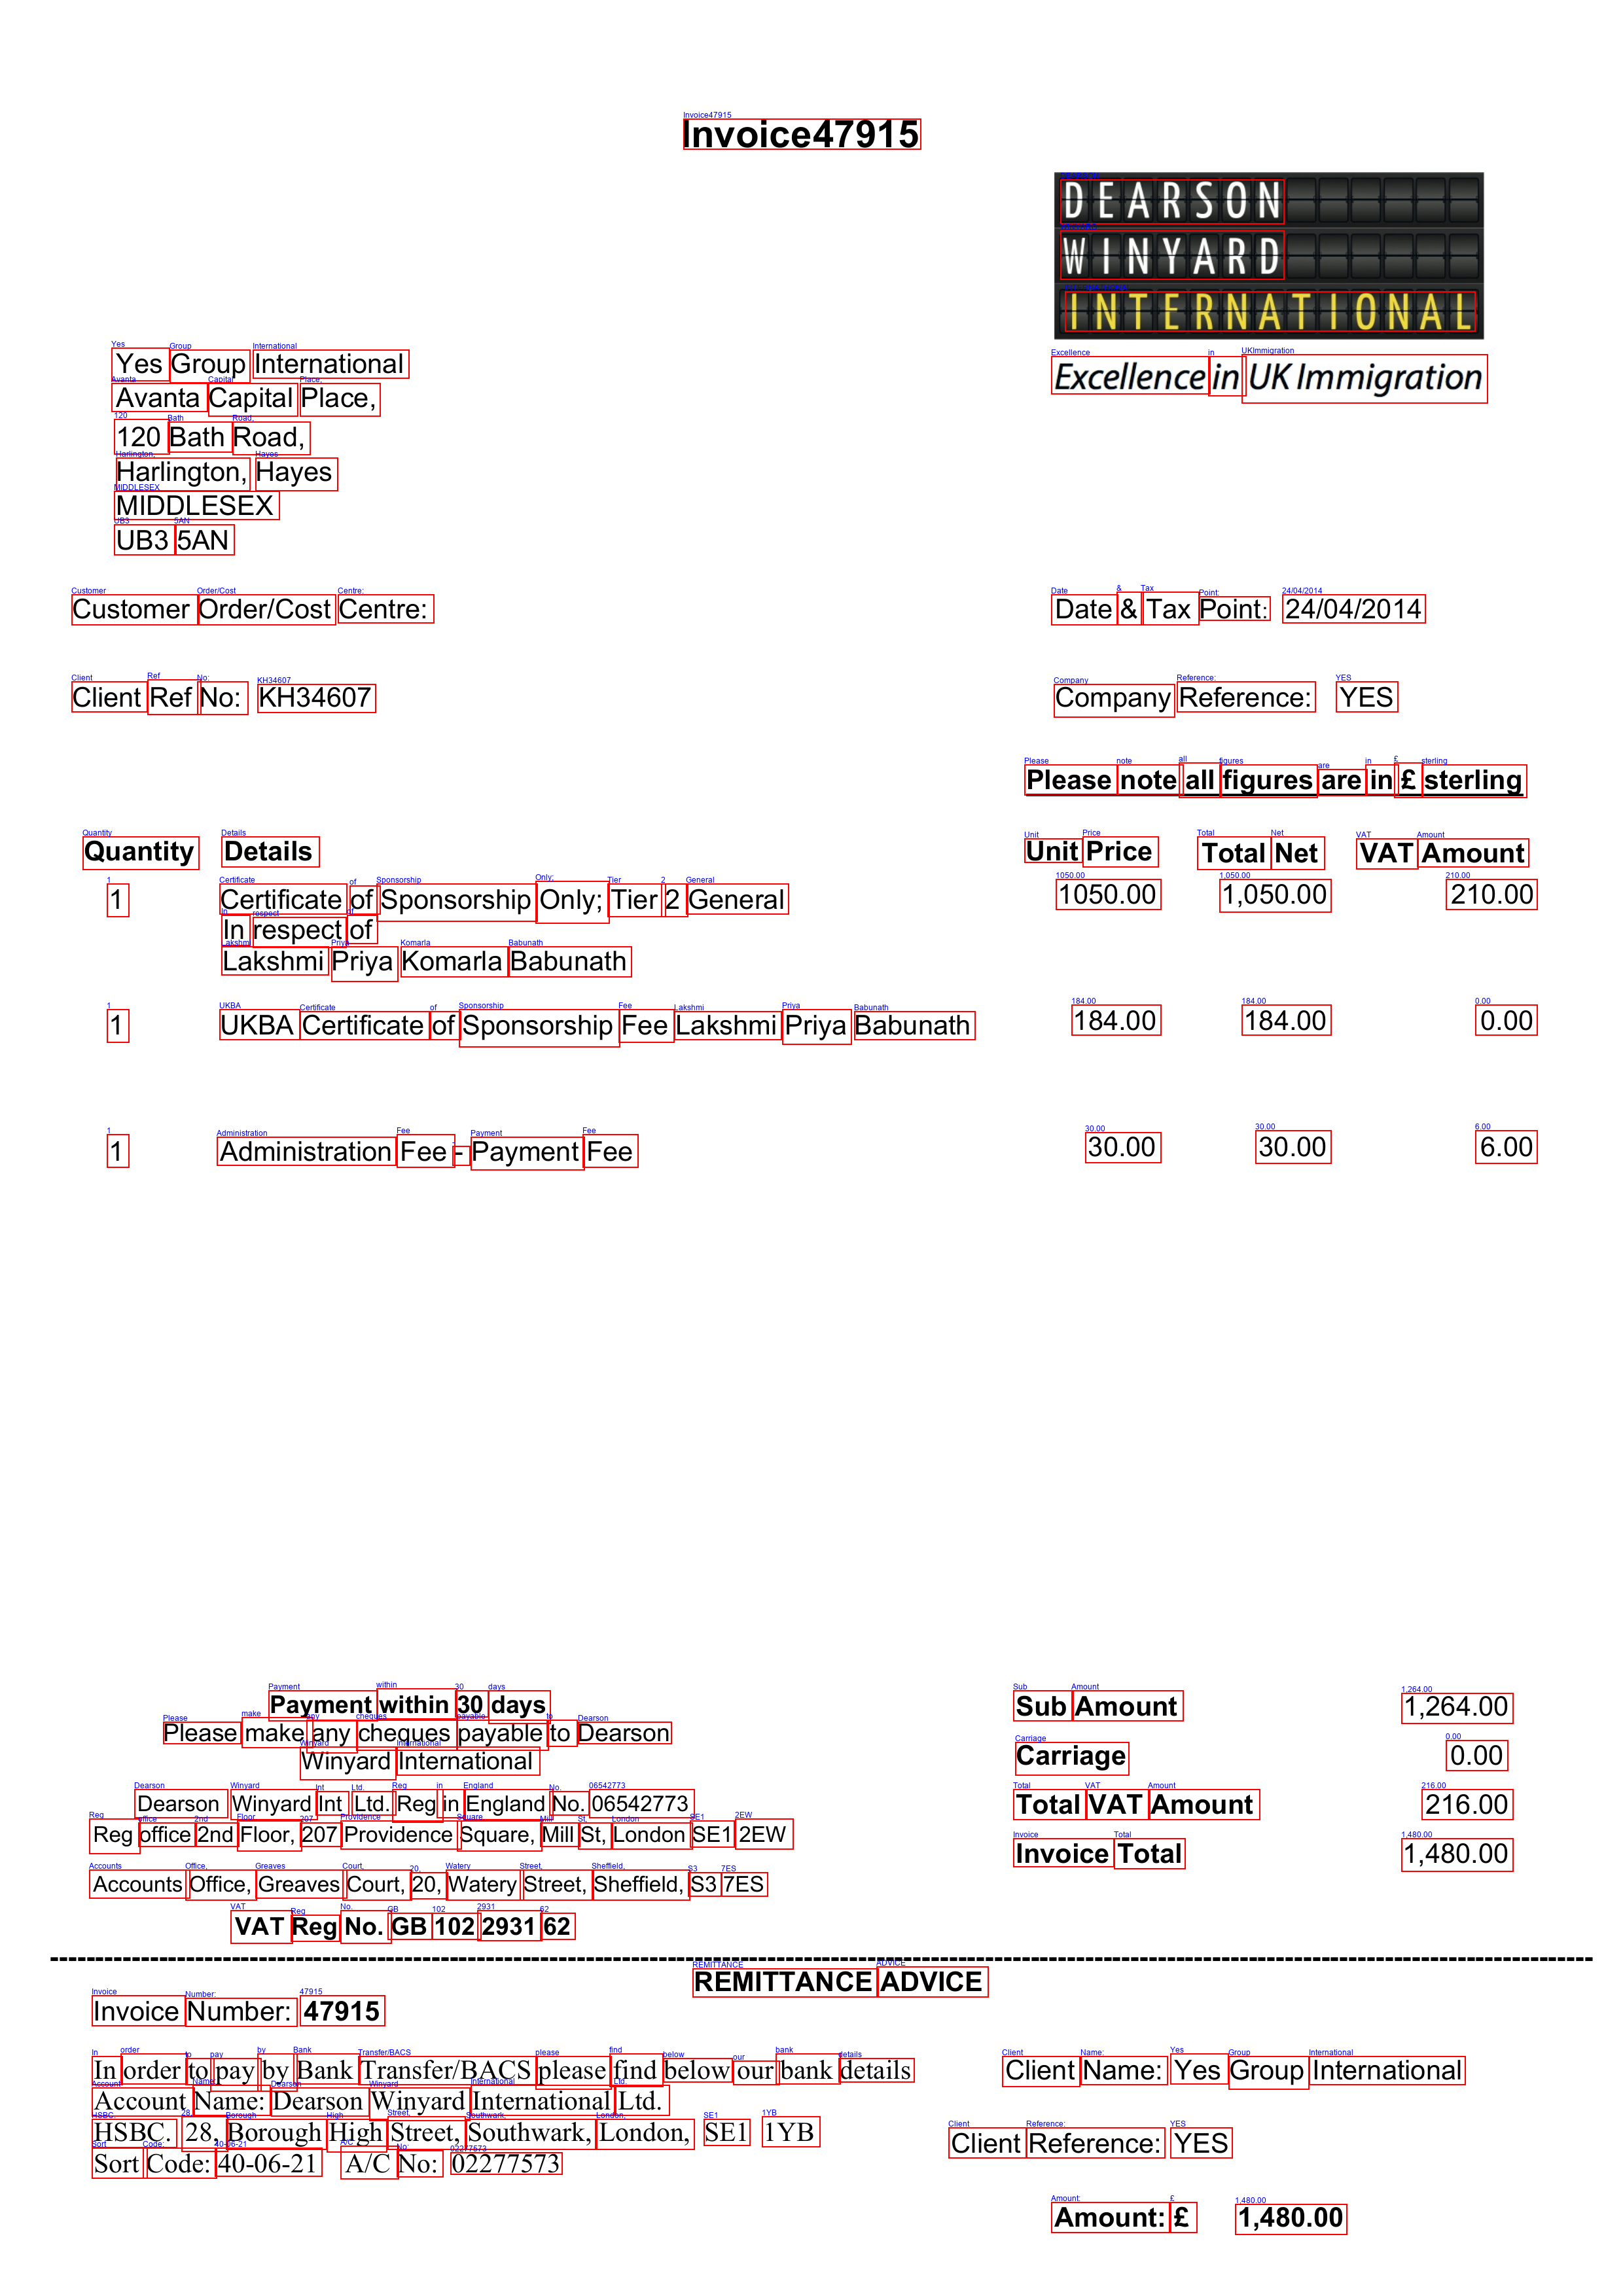 Invoice47915
DEARSON
WINYARD
INTERNATIONAL
Excellence in UK Immigration
Yes Group International
Avanta Capital Place,
120 Bath Road,
Harlington, Hayes
MIDDLESEX
UB3 5AN
Customer Order/Cost Centre:
Date & Tax Point: 24/04/2014
Client Ref No: KH34607
Company Reference: YES
Please note all figures are in £ sterling
Quantity Details Unit Price Total Net VAT Amount
1 Certificate of Sponsorship Only; Tier 2 General 1050.00 1,050.00 210.00
In respect of
Lakshmi Priya Komarla Babunath
1 UKBA Certificate of Sponsorship Fee Lakshmi Priya Babunath 184.00 184.00 0.00
1 Administration Fee - Payment Fee 30.00 30.00 6.00
Payment within 30 days
Please make any cheques payable to Dearson
Winyard International
Dearson Winyard Int Ltd. Reg in England No. 06542773
Reg office 2nd Floor, 207 Providence Square, Mill St, London SE1 2EW
Accounts Office, Greaves Court, 20, Watery Street, Sheffield, S3 7ES
VAT Reg No. GB 102 2931 62
Sub Amount 1,264.00
Carriage 0.00
Total VAT Amount 216.00
Invoice Total 1,480.00
REMITTANCE ADVICE
Invoice Number: 47915
In order to pay by Bank Transfer/BACS please find below our bank details
Account Name: Dearson Winyard International Ltd.
HSBC. 28, Borough High Street, Southwark, London, SE1 1YB
Sort Code: 40-06-21 A/C No: 02277573
Client Name: Yes Group International
Client Reference: YES
Amount: £ 1,480.00